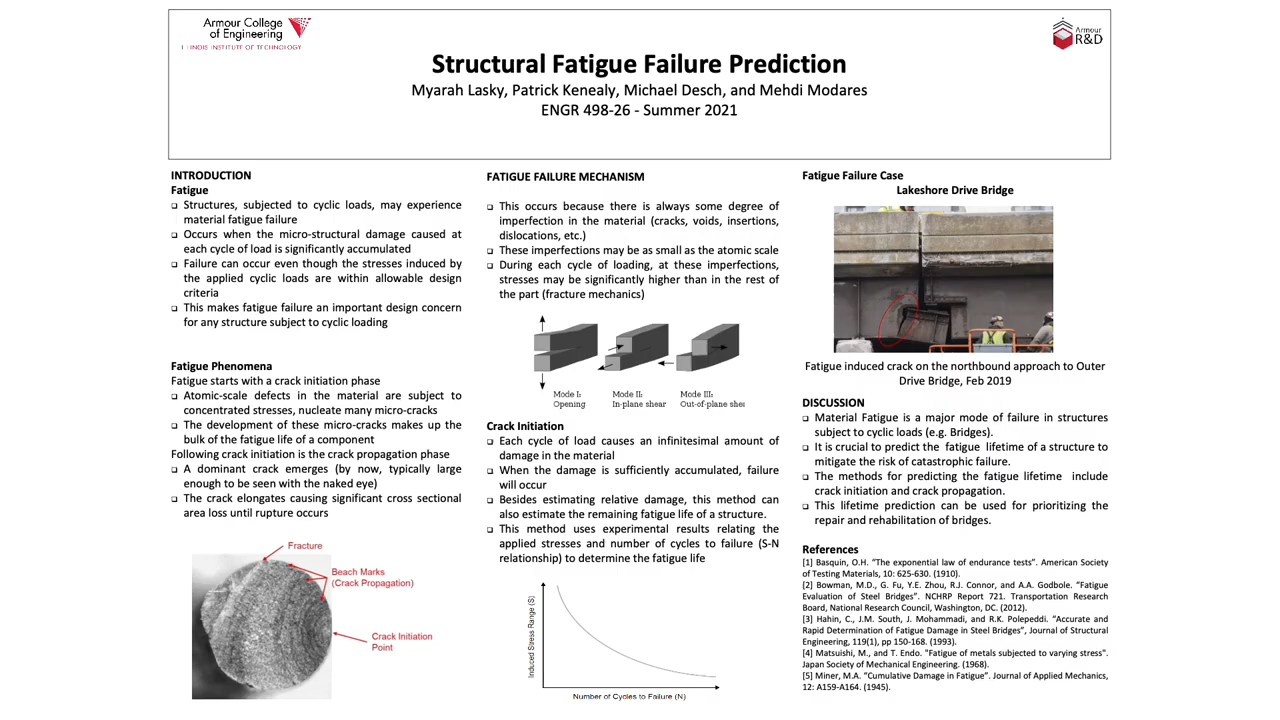 Armour College
of Engineering
ILLINOIS INSTITUTE OF TECHNOLOGY
Armour
R&D
Structural Fatigue Failure Prediction
Myarah Lasky, Patrick Kenealy, Michael Desch, and Mehdi Modares
ENGR 498-26 - Summer 2021
INTRODUCTION
Fatigue
❑ Structures, subjected to cyclic loads, may experience
material fatigue failure
❑ Occurs when the micro-structural damage caused at
each cycle of load is significantly accumulated
❑ Failure can occur even though the stresses induced by
the applied cyclic loads are within allowable design
criteria
❑ This makes fatigue failure an important design concern
for any structure subject to cyclic loading
Fatigue Phenomena
Fatigue starts with a crack initiation phase
❑ Atomic-scale defects in the material are subject to
concentrated stresses, nucleate many micro-cracks
❑ The development of these micro-cracks makes up the
bulk of the fatigue life of a component
Following crack initiation is the crack propagation phase
❑ A dominant crack emerges (by now, typically large
enough to be seen with the naked eye)
❑ The crack elongates causing significant cross sectional
area loss until rupture occurs
Fracture
Beach Marks
(Crack Propagation)
Crack Initiation
Point
FATIGUE FAILURE MECHANISM
❑ This occurs because there is always some degree of
imperfection in the material (cracks, voids, insertions,
dislocations, etc.)
❑ These imperfections may be as small as the atomic scale
❑ During each cycle of loading, at these imperfections,
stresses may be significantly higher than in the rest of
the part (fracture mechanics)
Mode I:
Opening
Mode II:
In-plane shear
Mode III:
Out-of-plane shea
Crack Initiation
❑ Each cycle of load causes an infinitesimal amount of
damage in the material
❑ When the damage is sufficiently accumulated, failure
will occur
❑ Besides estimating relative damage, this method can
also estimate the remaining fatigue life of a structure.
❑ This method uses experimental results relating the
applied stresses and number of cycles to failure (S-N
relationship) to determine the fatigue life
Induced Stress Range (S)
Number of Cycles to Failure (N)
Fatigue Failure Case
Lakeshore Drive Bridge
Fatigue induced crack on the northbound approach to Outer
Drive Bridge, Feb 2019
DISCUSSION
❑ Material Fatigue is a major mode of failure in structures
subject to cyclic loads (e.g. Bridges).
❑ It is crucial to predict the fatigue lifetime of a structure to
mitigate the risk of catastrophic failure.
❑ The methods for predicting the fatigue lifetime include
crack initiation and crack propagation.
❑ This lifetime prediction can be used for prioritizing the
repair and rehabilitation of bridges.
References
[1] Basquin, O.H. "The exponential law of endurance tests". American Society
of Testing Materials, 10: 625-630. (1910).
[2] Bowman, M.D., G. Fu, Y.E. Zhou, R.J. Connor, and A.A. Godbole. "Fatigue
Evaluation of Steel Bridges". NCHRP Report 721. Transportation Research
Board, National Research Council, Washington, DC. (2012).
[3] Hahin, C., J.M. South, J. Mohammadi, and R.K. Polepeddi. "Accurate and
Rapid Determination of Fatigue Damage in Steel Bridges", Journal of Structural
Engineering, 119(1), pp 150-168. (1993).
[4] Matsuishi, M., and T. Endo. "Fatigue of metals subjected to varying stress".
Japan Society of Mechanical Engineering. (1968).
[5] Miner, M.A. "Cumulative Damage in Fatigue". Journal of Applied Mechanics,
12: A159-A164. (1945).